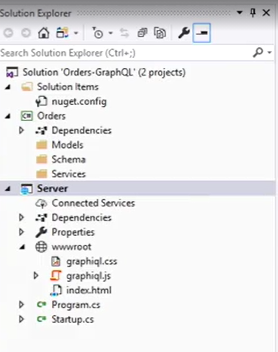 Solution Explorer
Search Solution Explorer (Ctrl+;)
Solution 'Orders-GraphQL' (2 projects)
Solution Items
nuget.config
Orders
Dependencies
Models
Schema
Services
Server
Connected Services
Dependencies
Properties
wwwroot
graphiql.css
graphiql.js
index.html
Program.cs
Startup.cs